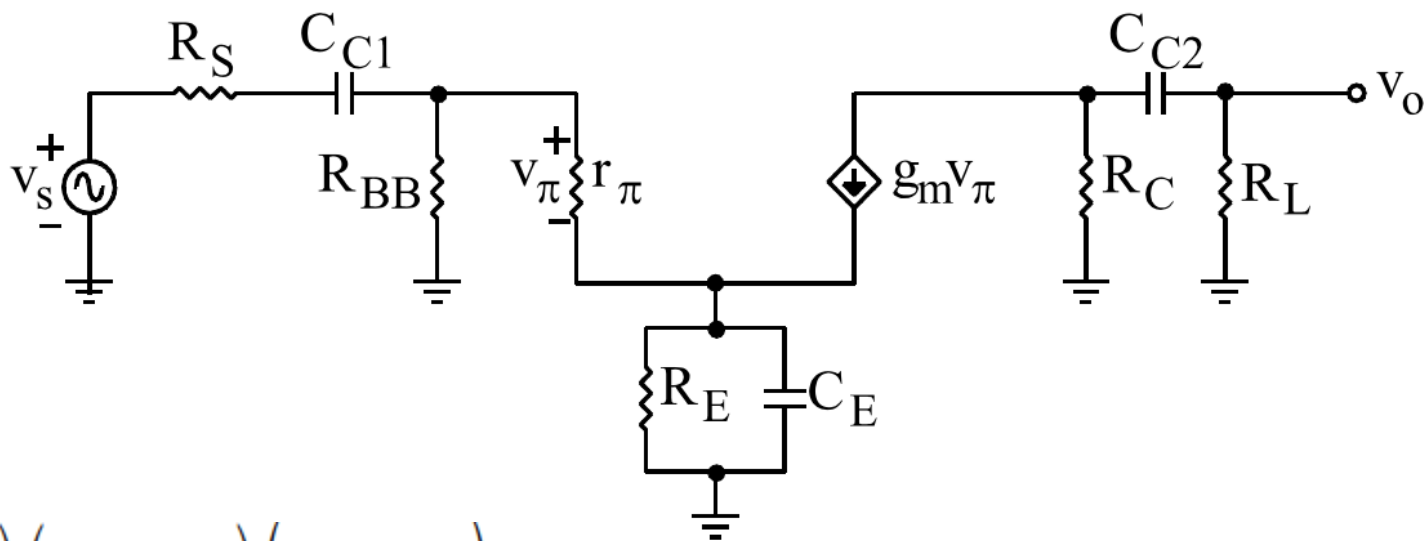 R_S
C_C1
C_C2
v_o
+
v_s
−
R_BB
+
v_π
−
r_π
g_m v_π
R_C
R_L
R_E
C_E